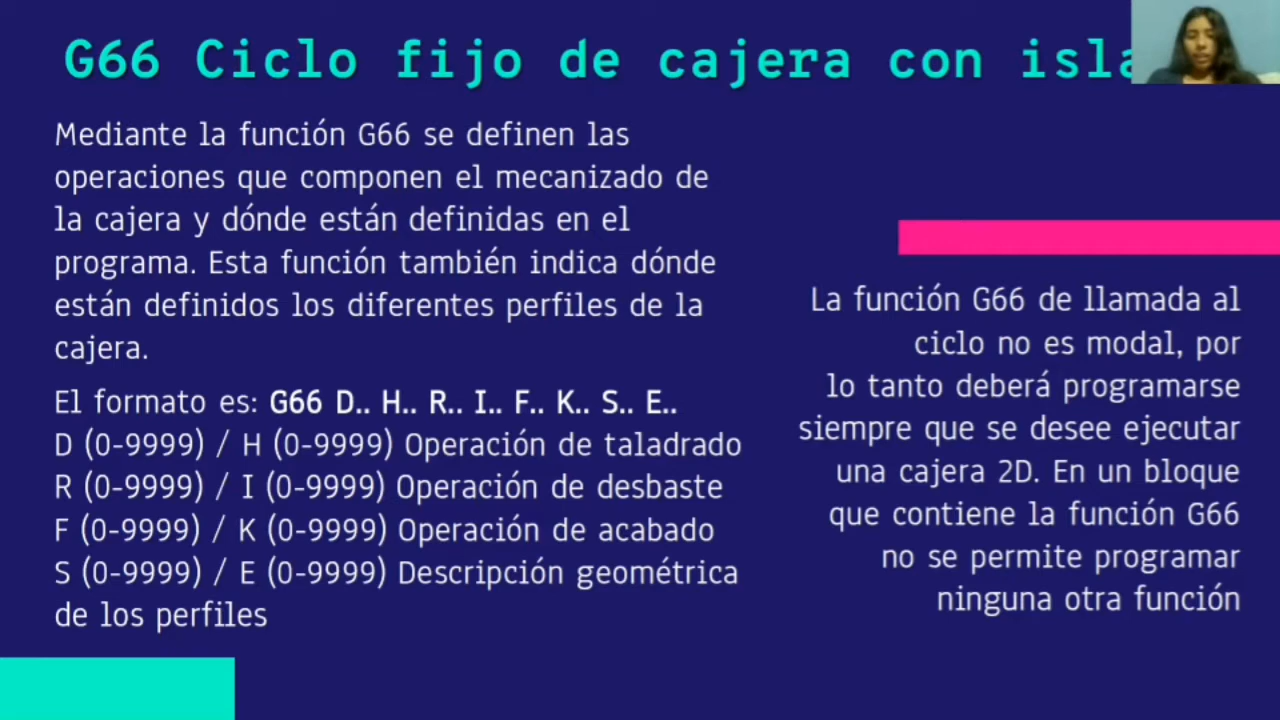 G66 Ciclo fijo de cajera con isla
Mediante la función G66 se definen las
operaciones que componen el mecanizado de
la cajera y dónde están definidas en el
programa. Esta función también indica dónde
están definidos los diferentes perfiles de la
cajera.
El formato es: G66 D.. H.. R.. I.. F.. K.. S.. E..
D (0-9999) / H (0-9999) Operación de taladrado
R (0-9999) / I (0-9999) Operación de desbaste
F (0-9999) / K (0-9999) Operación de acabado
S (0-9999) / E (0-9999) Descripción geométrica
de los perfiles
La función G66 de llamada al
ciclo no es modal, por
lo tanto deberá programarse
siempre que se desee ejecutar
una cajera 2D. En un bloque
que contiene la función G66
no se permite programar
ninguna otra función